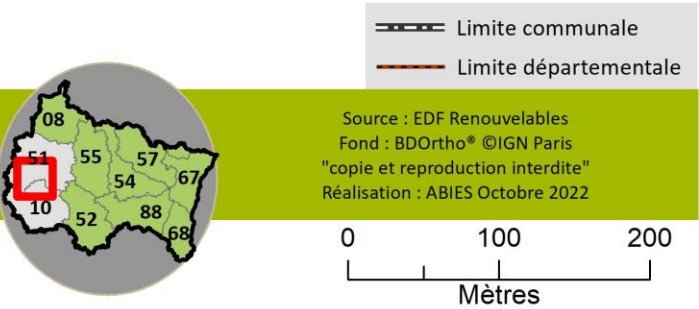 Limite communale
Limite départementale
08
51
55
57
67
54
10
52
88
68
Source : EDF Renouvelables
Fond : BDOrtho® ©IGN Paris
"copie et reproduction interdite"
Réalisation : ABIES Octobre 2022
0 100 200
Mètres